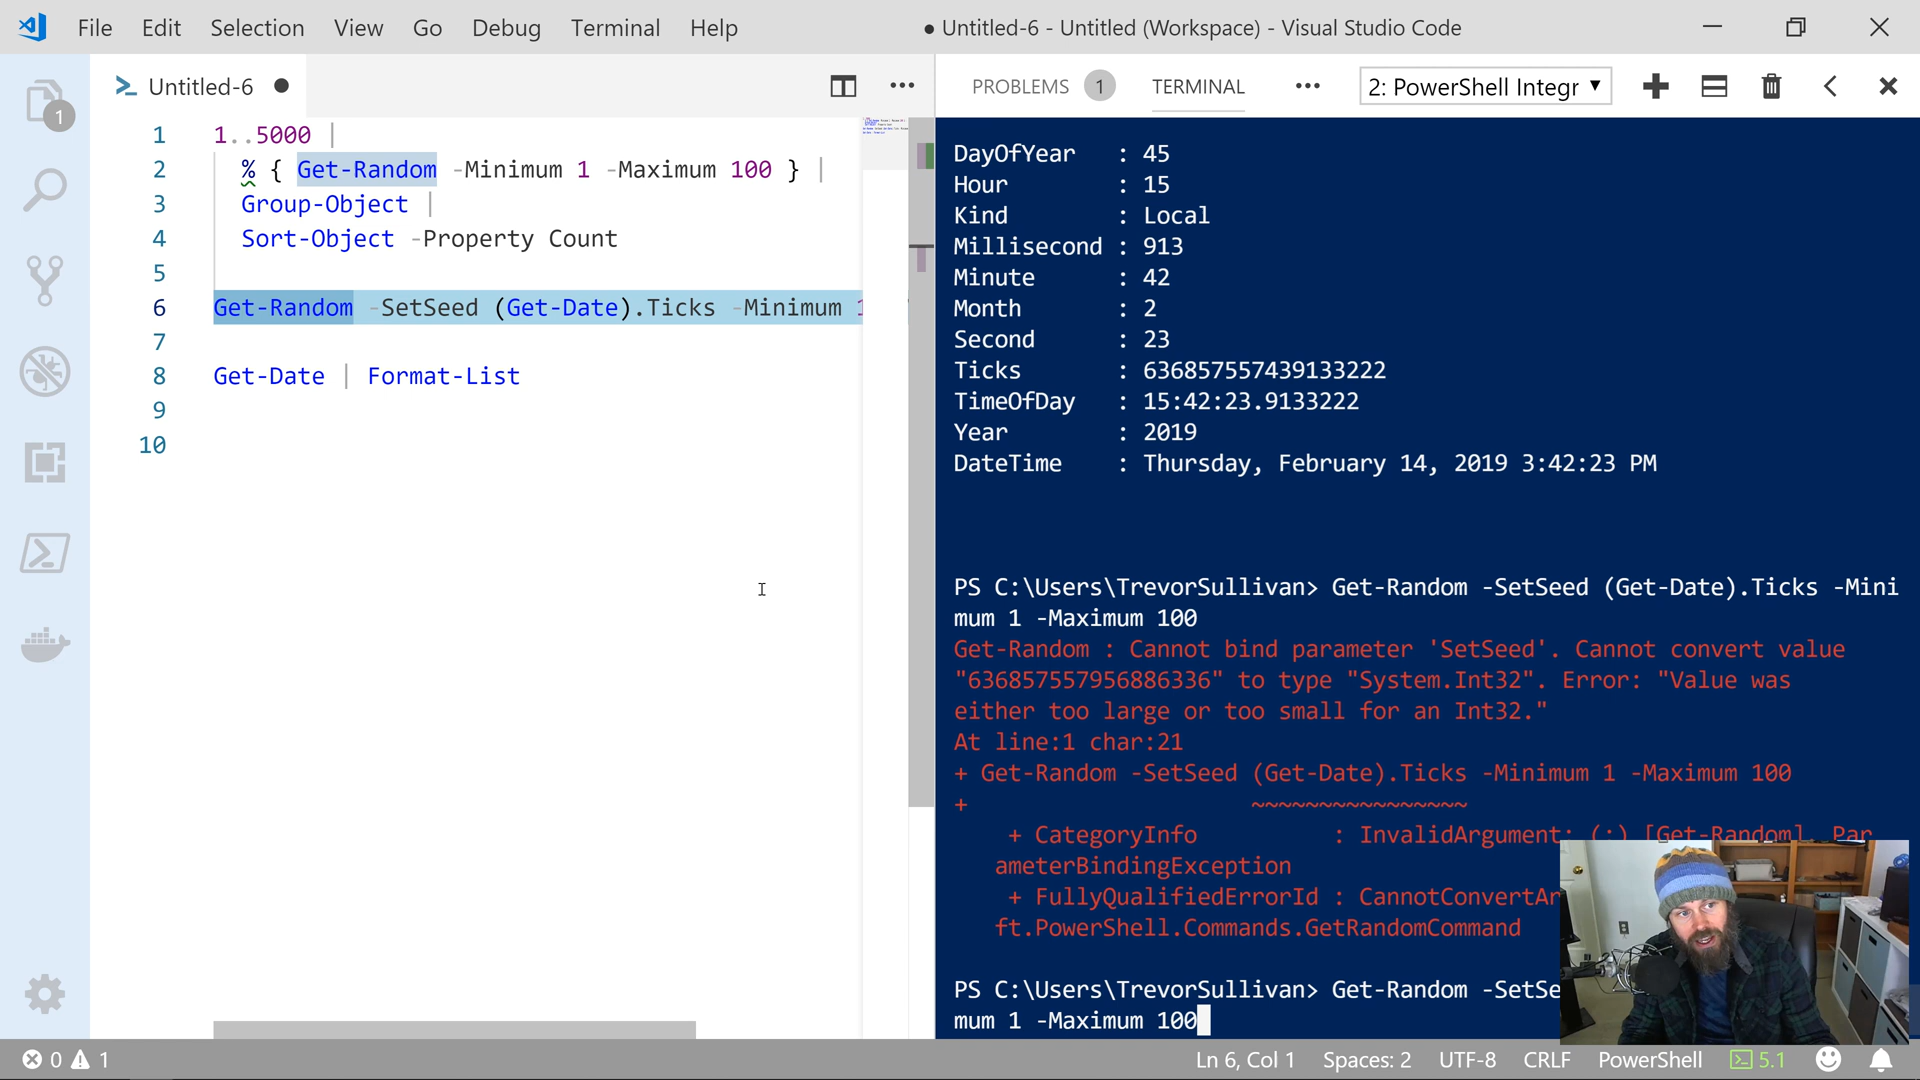 File Edit Selection View Go Debug Terminal Help
● Untitled-6 - Untitled (Workspace) - Visual Studio Code
Untitled-6 ●
PROBLEMS 1 TERMINAL ••• 2: PowerShell Integr
1
1 1..5000 |
2 % { Get-Random -Minimum 1 -Maximum 100 } |
3 Group-Object |
4 Sort-Object -Property Count
5
6 Get-Random -SetSeed (Get-Date).Ticks -Minimum 1
7
8 Get-Date | Format-List
9
10
DayOfYear : 45
Hour : 15
Kind : Local
Millisecond : 913
Minute : 42
Month : 2
Second : 23
Ticks : 636857557439133222
TimeOfDay : 15:42:23.9133222
Year : 2019
DateTime : Thursday, February 14, 2019 3:42:23 PM
PS C:\Users\TrevorSullivan> Get-Random -SetSeed (Get-Date).Ticks -Mini
mum 1 -Maximum 100
Get-Random : Cannot bind parameter 'SetSeed'. Cannot convert value
"636857557956886336" to type "System.Int32". Error: "Value was
either too large or too small for an Int32."
At line:1 char:21
+ Get-Random -SetSeed (Get-Date).Ticks -Minimum 1 -Maximum 100
+ ~~~~~~~~~~~~~~~~
+ CategoryInfo : InvalidArgument: (:) [Get-Random], Par
ameterBindingException
+ FullyQualifiedErrorId : CannotConvertAr
ft.PowerShell.Commands.GetRandomCommand
PS C:\Users\TrevorSullivan> Get-Random -SetSe
mum 1 -Maximum 100
0 1
Ln 6, Col 1 Spaces: 2 UTF-8 CRLF PowerShell 5.1